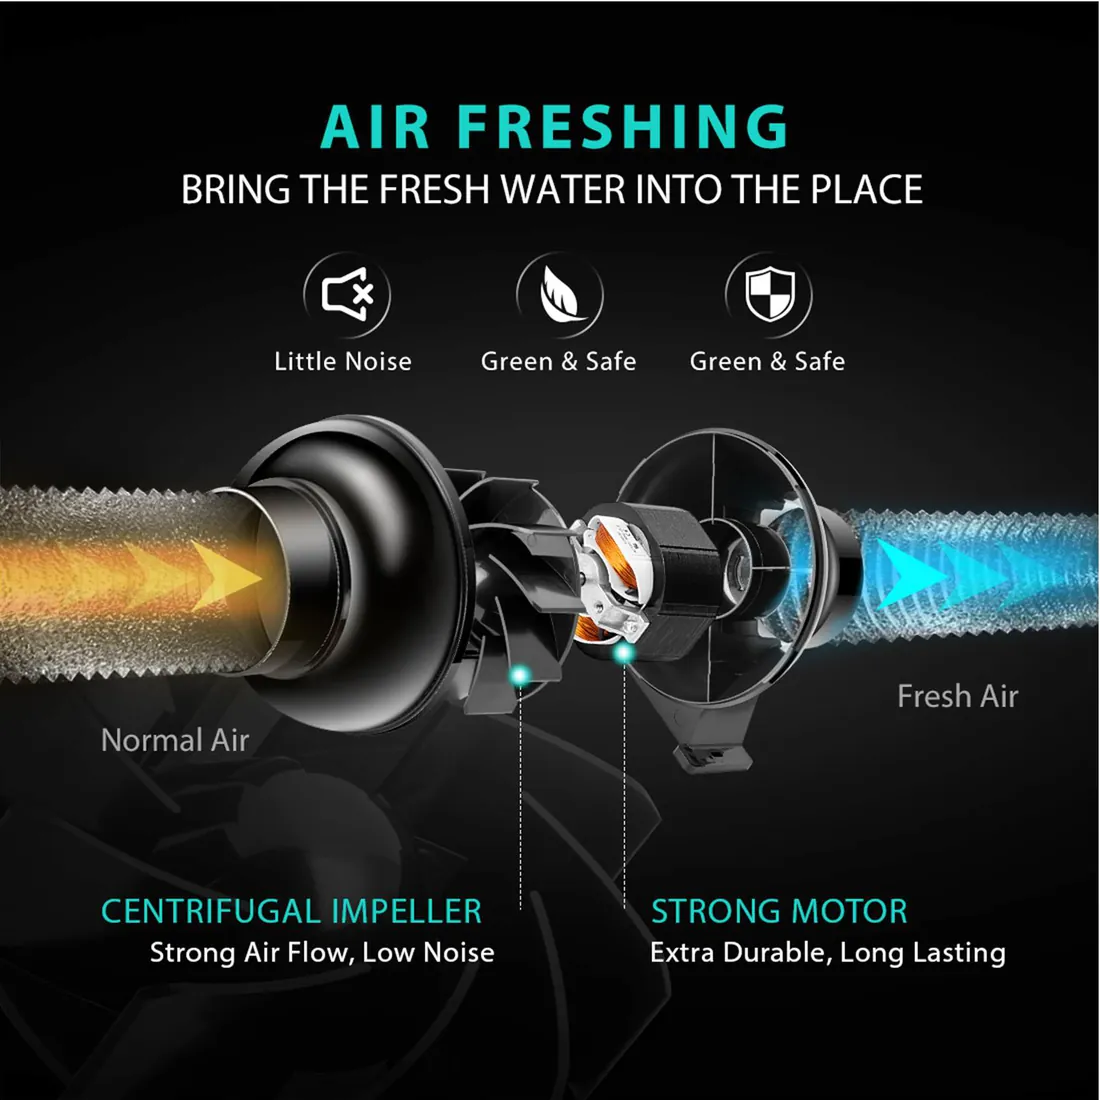 AIR FRESHING
BRING THE FRESH WATER INTO THE PLACE
Little Noise
Green & Safe
Green & Safe
Normal Air
Fresh Air
CENTRIFUGAL IMPELLER
Strong Air Flow, Low Noise
STRONG MOTOR
Extra Durable, Long Lasting